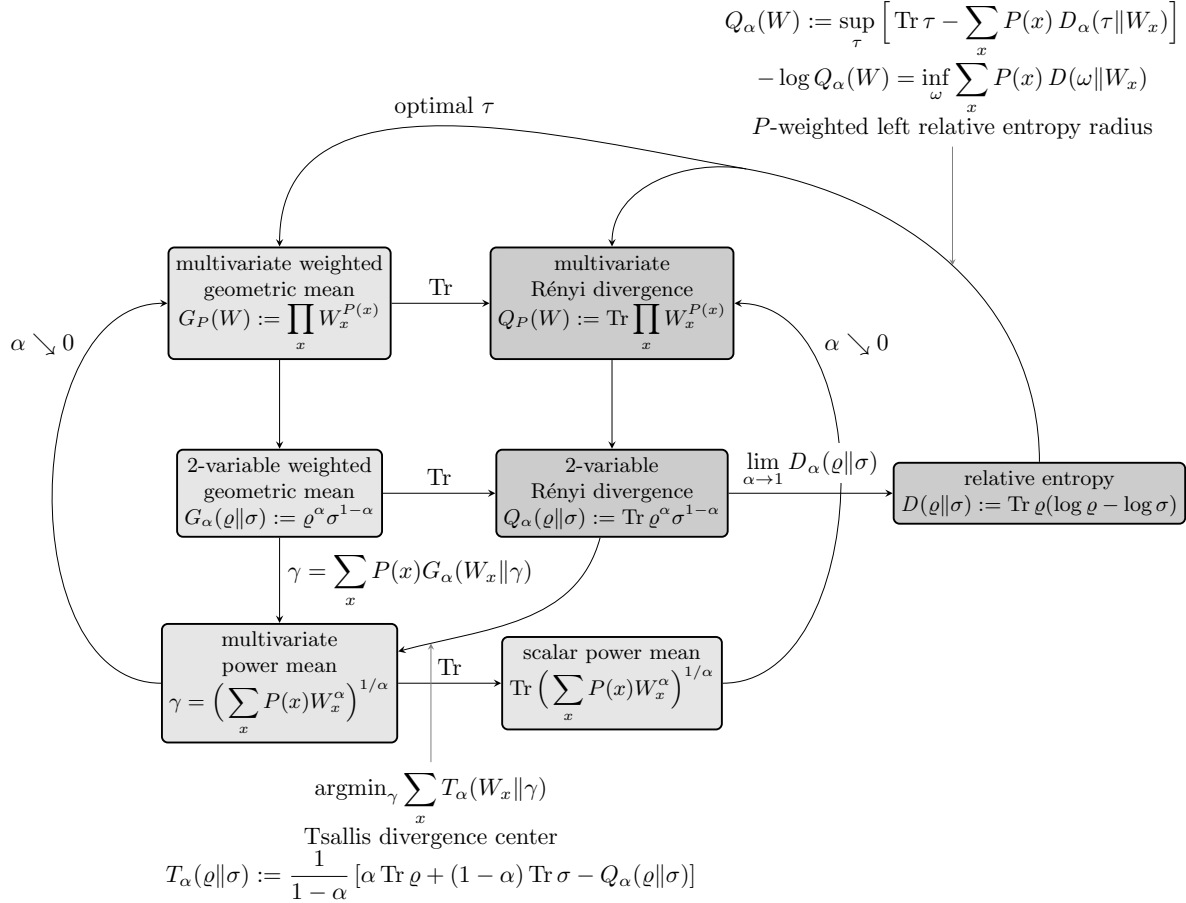 Q_α(W) := sup_τ [ Tr τ − ∑_x P(x) D_α(τ‖W_x) ]
− log Q_α(W) = inf_ω ∑_x P(x) D(ω‖W_x)
P-weighted left relative entropy radius
optimal τ
multivariate weighted
geometric mean
G_P(W) := ∏_x W_x^{P(x)}
Tr
multivariate
Rényi divergence
Q_P(W) := Tr ∏_x W_x^{P(x)}
α ↘ 0
α ↘ 0
2-variable weighted
geometric mean
G_α(ϱ‖σ) := ϱ^α σ^{1−α}
Tr
2-variable
Rényi divergence
Q_α(ϱ‖σ) := Tr ϱ^α σ^{1−α}
lim_{α→1} D_α(ϱ‖σ)
relative entropy
D(ϱ‖σ) := Tr ϱ(log ϱ − log σ)
γ = ∑_x P(x)G_α(W_x‖γ)
multivariate
power mean
γ = ( ∑_x P(x)W_x^α )^{1/α}
Tr
scalar power mean
Tr ( ∑_x P(x)W_x^α )^{1/α}
argmin_γ ∑_x T_α(W_x‖γ)
Tsallis divergence center
T_α(ϱ‖σ) := 1/(1 − α) [α Tr ϱ + (1 − α) Tr σ − Q_α(ϱ‖σ)]